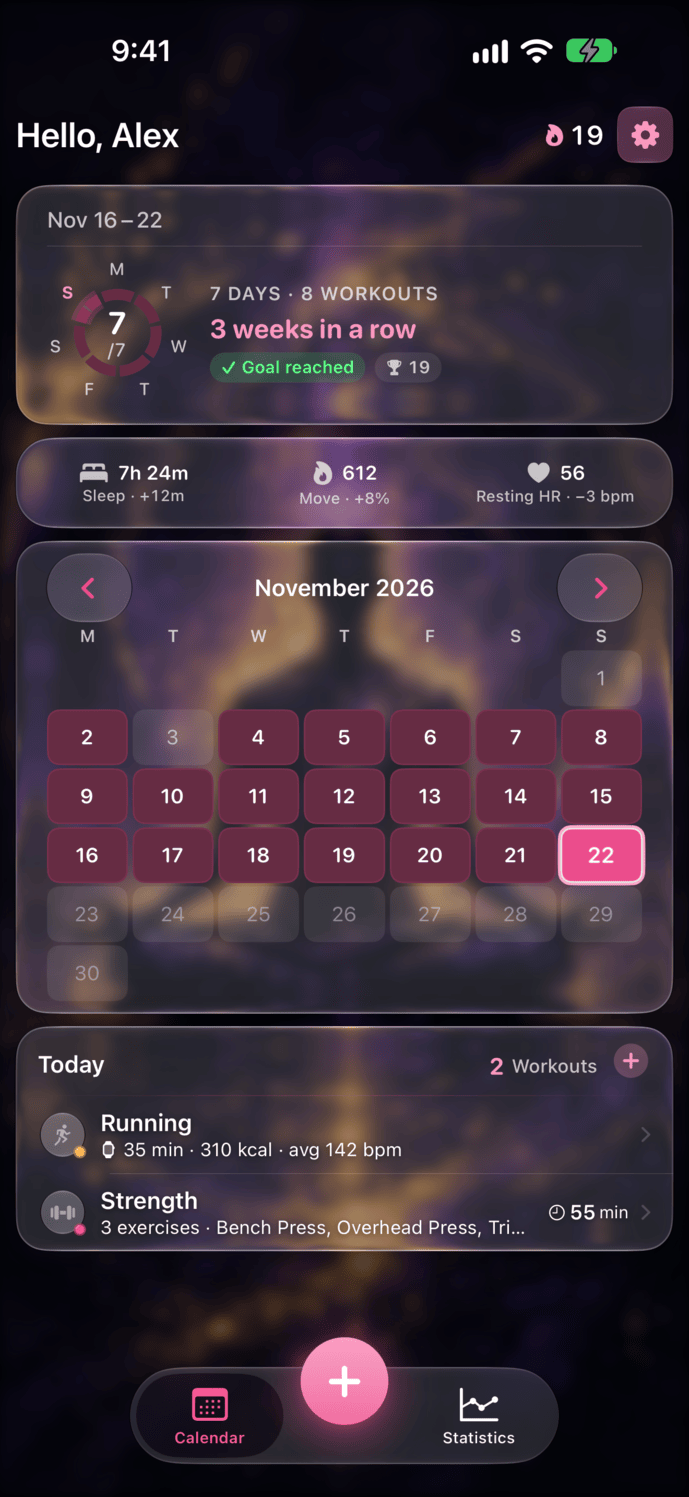 9:41
Hello, Alex
19
Nov 16–22
M
S T
7
/7
S W
F T
7 DAYS · 8 WORKOUTS
3 weeks in a row
✓ Goal reached 19
7h 24m 612 56
Sleep · +12m Move · +8% Resting HR · −3 bpm
November 2026
M T W T F S S
1
2 3 4 5 6 7 8
9 10 11 12 13 14 15
16 17 18 19 20 21 22
23 24 25 26 27 28 29
30
Today 2 Workouts
Running
35 min · 310 kcal · avg 142 bpm
Strength
3 exercises · Bench Press, Overhead Press, Tri... 55 min
Calendar Statistics